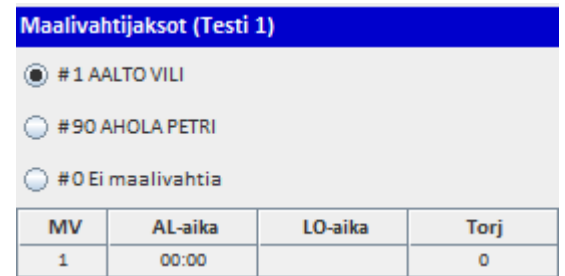 Maalivahtijaksot (Testi 1)
#1 AALTO VILI
#90 AHOLA PETRI
#0 Ei maalivahtia
MV AL-aika LO-aika Torj
1 00:00 0